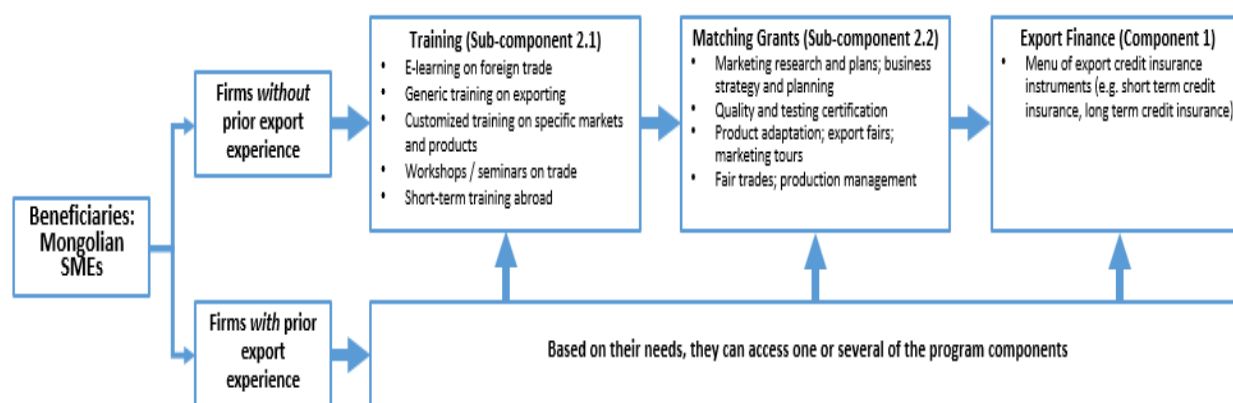 Beneficiaries:
Mongolian
SMEs
Firms without
prior export
experience
Training (Sub-component 2.1)
• E-learning on foreign trade
• Generic training on exporting
• Customized training on specific markets
and products
• Workshops / seminars on trade
• Short-term training abroad
Matching Grants (Sub-component 2.2)
• Marketing research and plans; business
strategy and planning
• Quality and testing certification
• Product adaptation; export fairs;
marketing tours
• Fair trades; production management
Export Finance (Component 1)
• Menu of export credit insurance
instruments (e.g. short term credit
insurance, long term credit insurance)
Firms with prior
export
experience
Based on their needs, they can access one or several of the program components